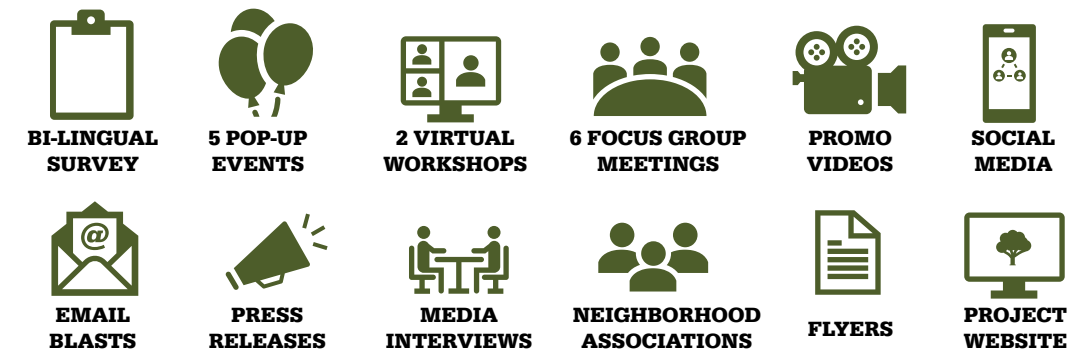 BI-LINGUAL
SURVEY
5 POP-UP
EVENTS
2 VIRTUAL
WORKSHOPS
6 FOCUS GROUP
MEETINGS
PROMO
VIDEOS
SOCIAL
MEDIA
@
EMAIL
BLASTS
PRESS
RELEASES
MEDIA
INTERVIEWS
NEIGHBORHOOD
ASSOCIATIONS
FLYERS
PROJECT
WEBSITE